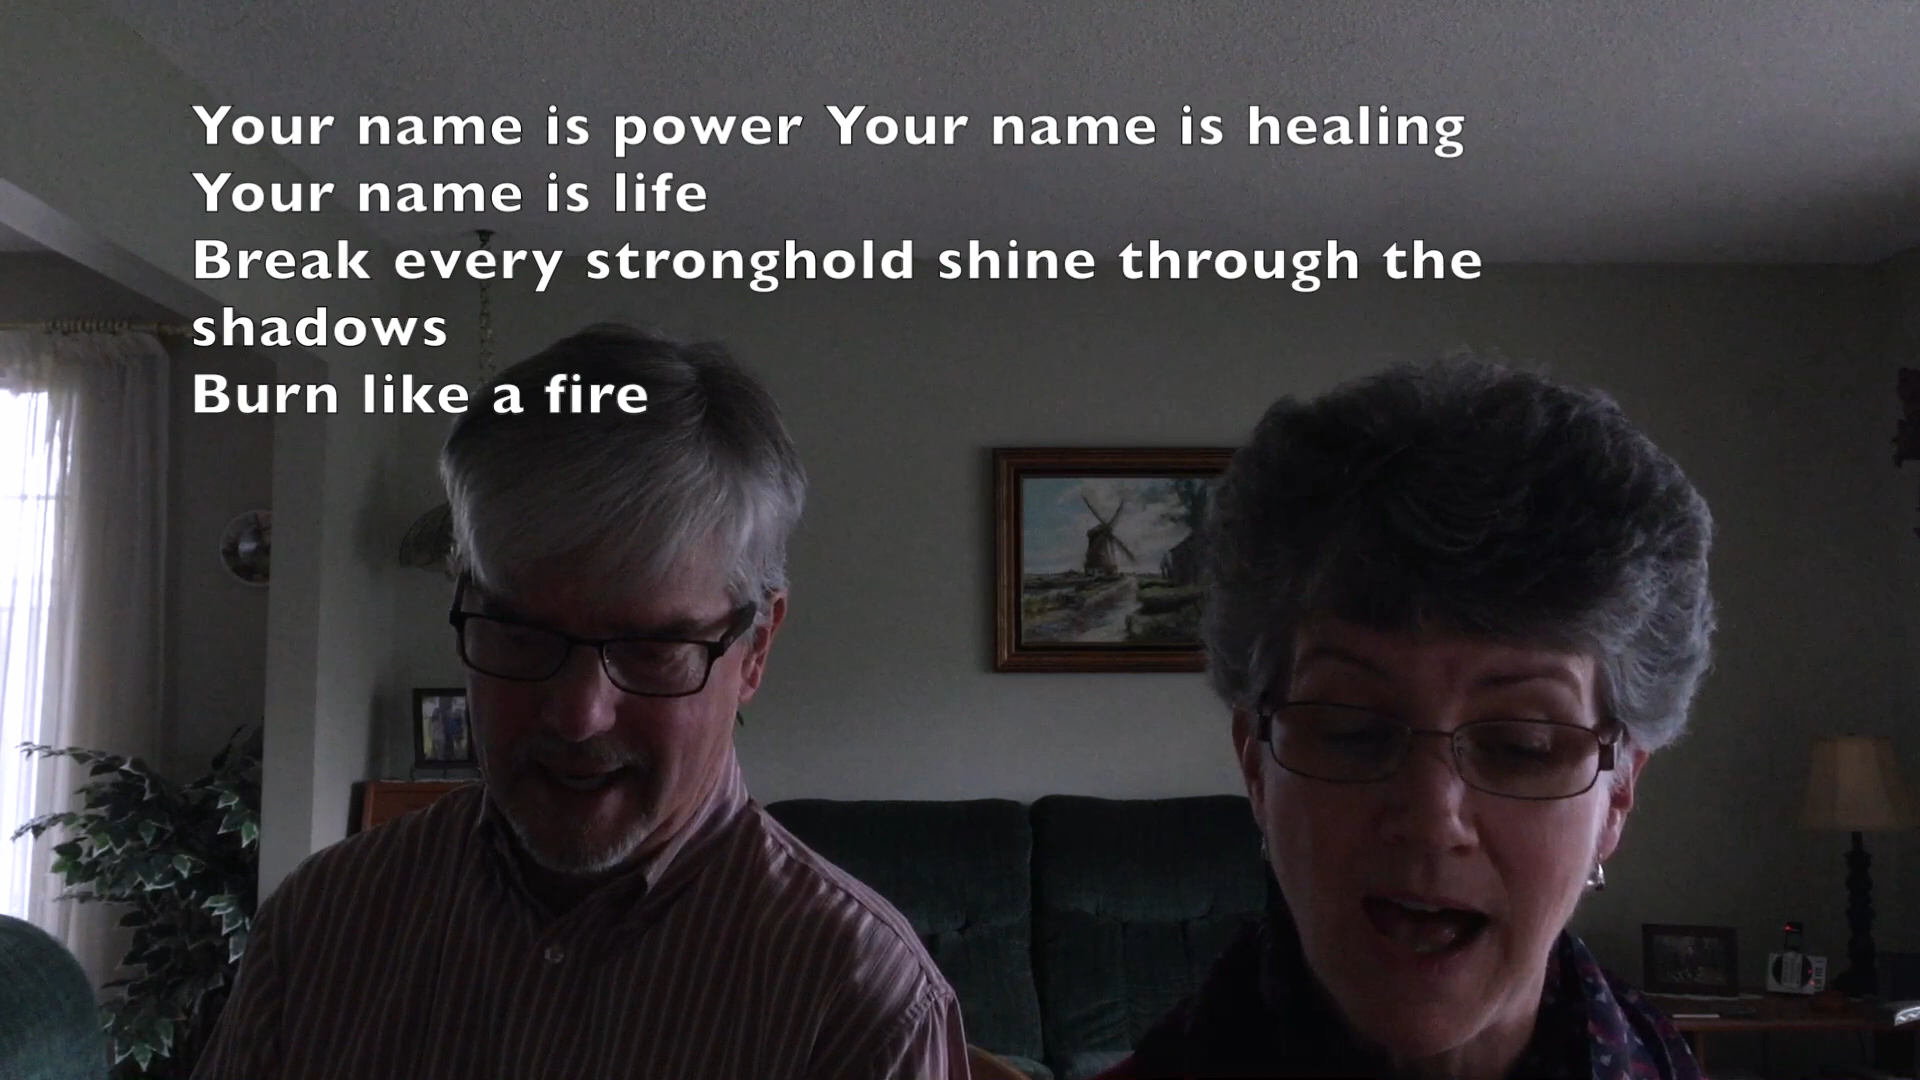 Your name is power Your name is healing
Your name is life
Break every stronghold shine through the
shadows
Burn like a fire